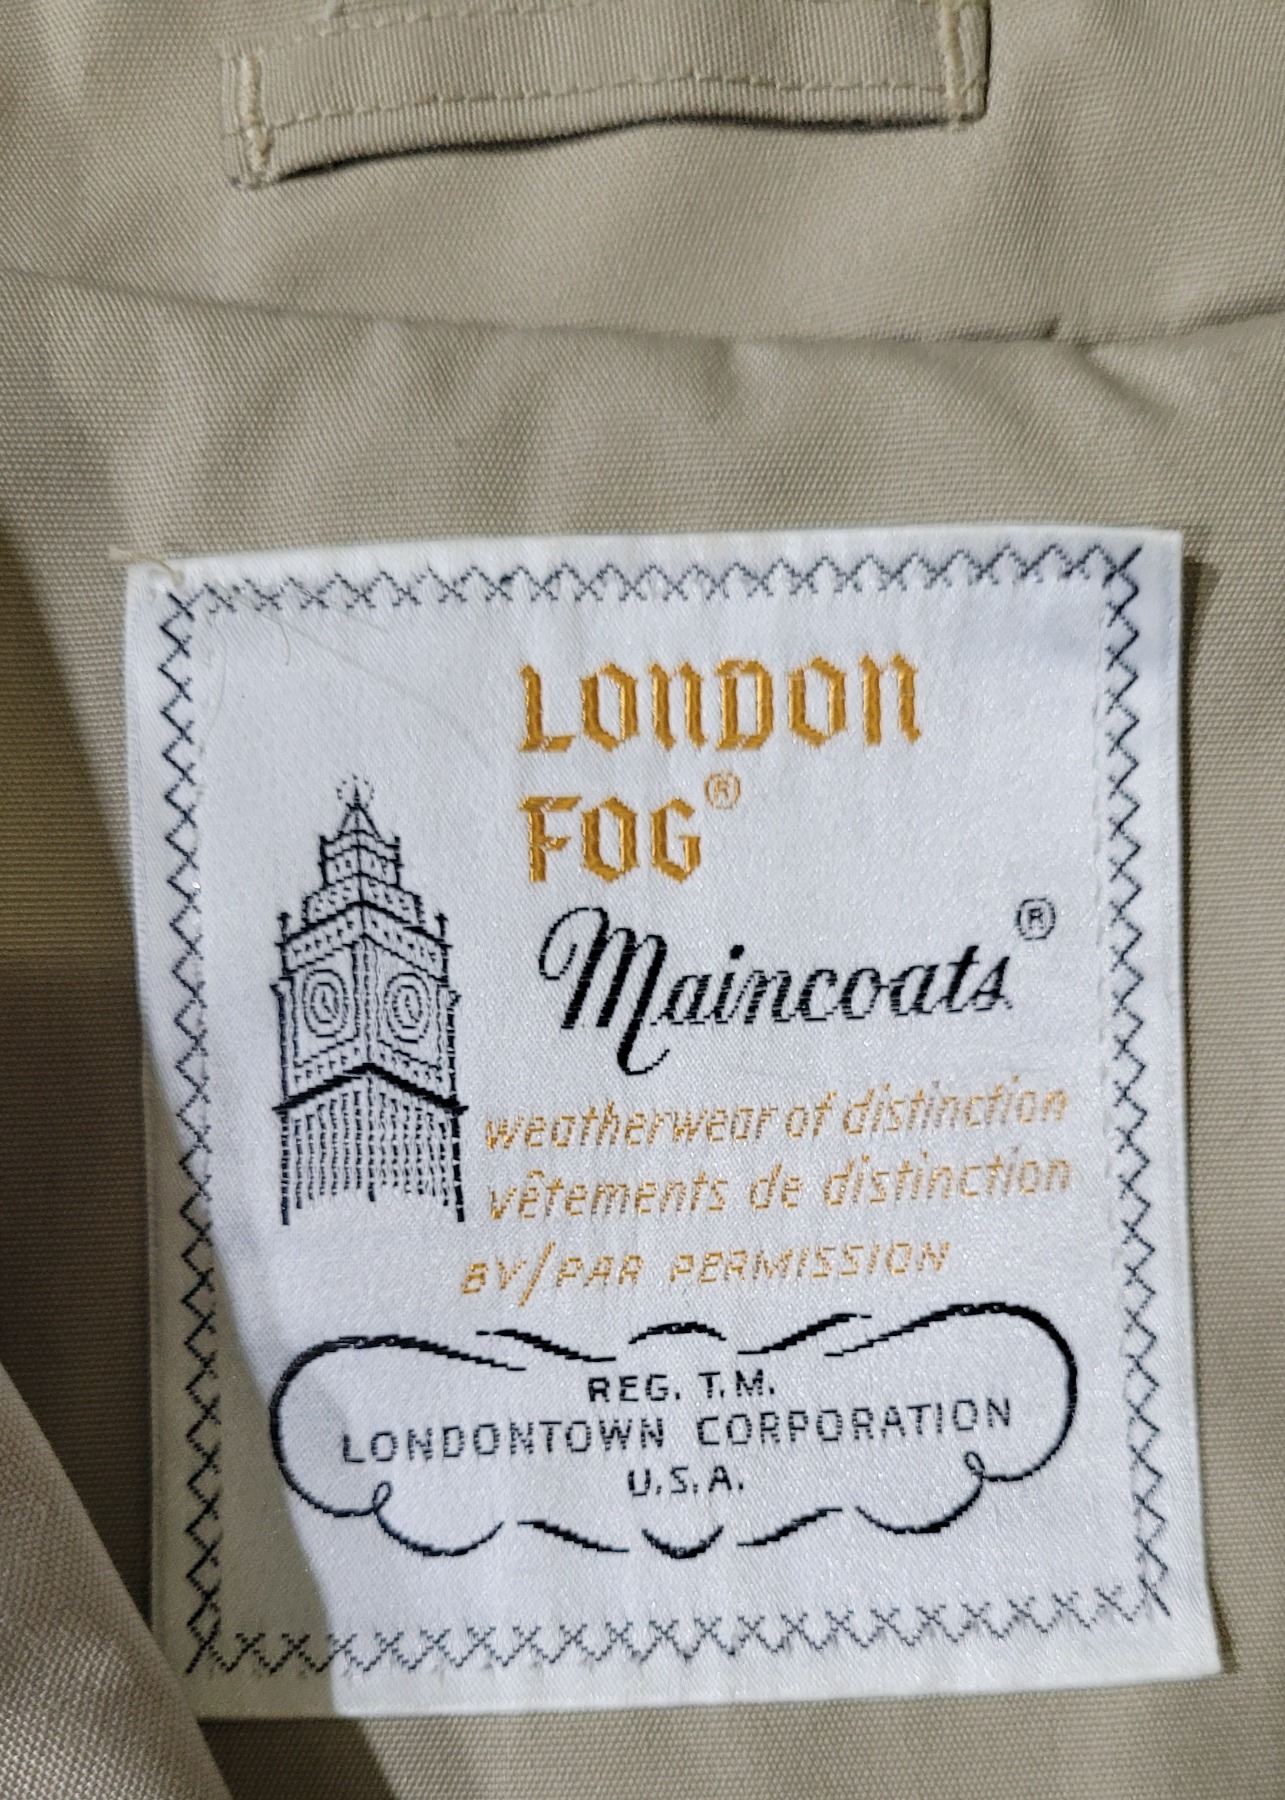 LONDON
FOG®
Maincoats®
weatherwear of distinction
vêtements de distinction
BY/PAR PERMISSION
REG. T.M.
LONDONTOWN CORPORATION
U.S.A.